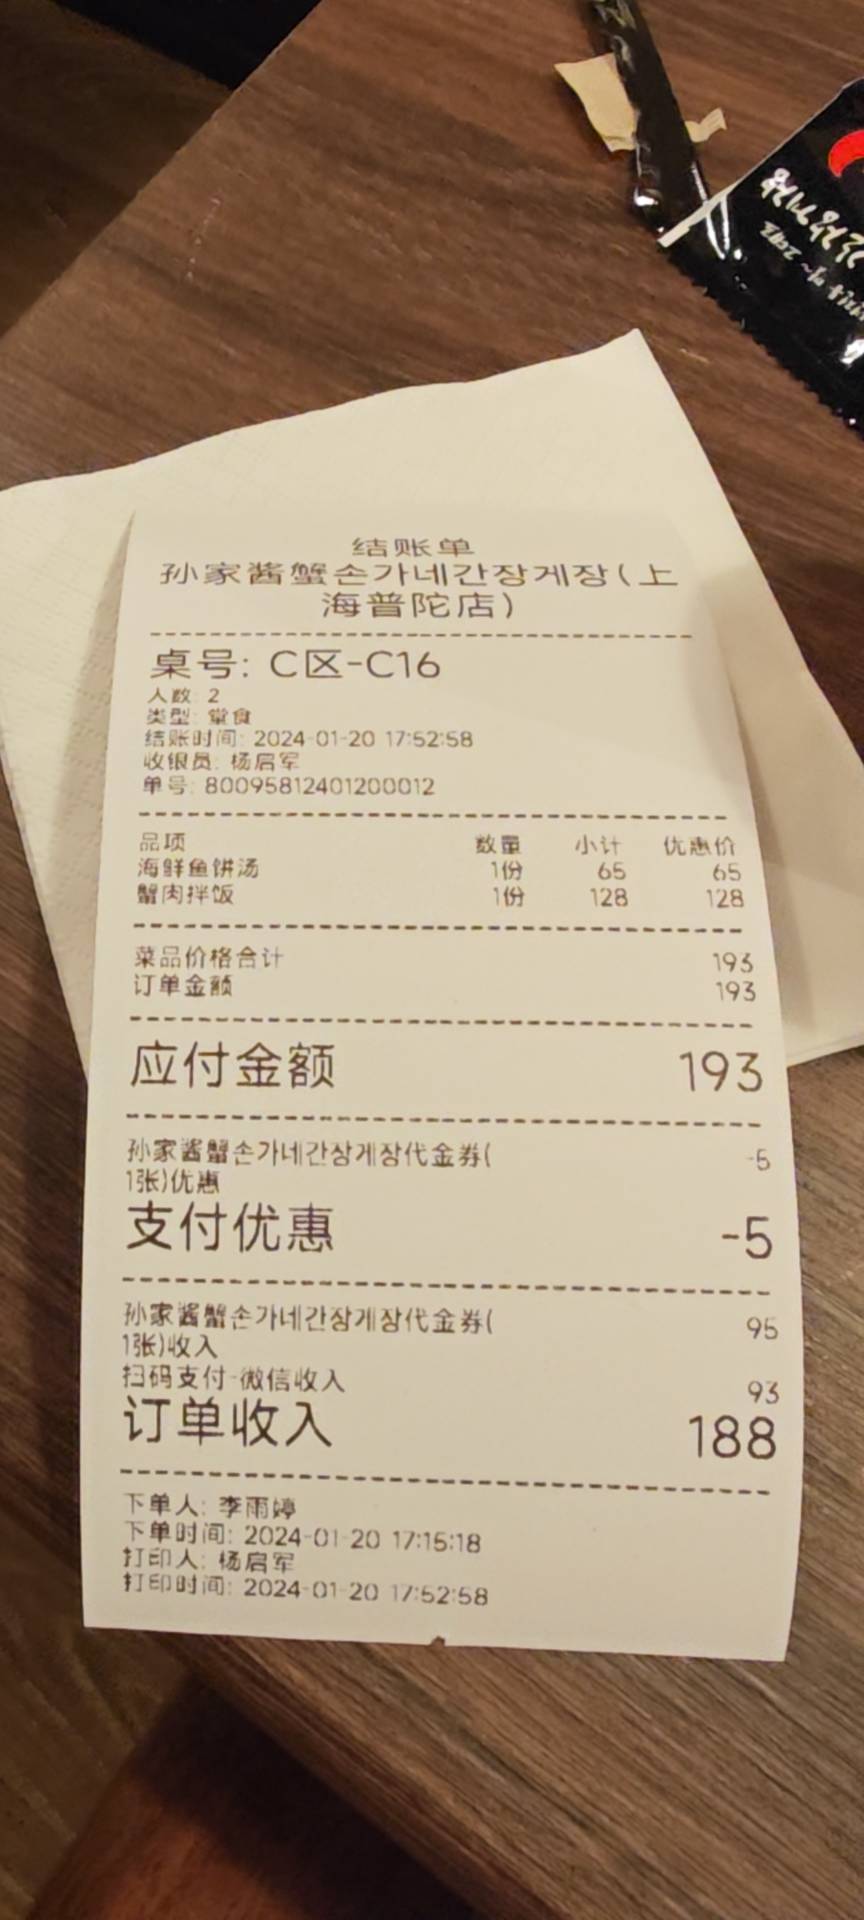 结账单
孙家酱蟹손가네간장게장(上
海普陀店)
桌号: C区-C16
人数: 2
类型: 堂食
结账时间: 2024-01-20 17:52:58
收银员: 杨启军
单号: 80095812401200012
品项 数量 小计 优惠价
海鲜鱼饼汤 1份 65 65
蟹肉拌饭 1份 128 128
菜品价格合计 193
订单金额 193
应付金额 193
孙家酱蟹손가네간장게장代金券( -5
1张)优惠
支付优惠 -5
孙家酱蟹손가네간장게장代金券( 95
1张)收入
扫码支付-微信收入 93
订单收入 188
下单人: 李雨婷
下单时间: 2024-01-20 17:15:18
打印人: 杨启军
打印时间: 2024-01-20 17:52:58